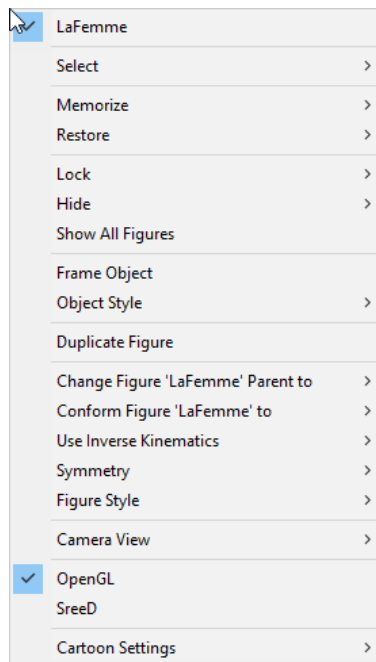 LaFemme
Select
Memorize
Restore
Lock
Hide
Show All Figures
Frame Object
Object Style
Duplicate Figure
Change Figure 'LaFemme' Parent to
Conform Figure 'LaFemme' to
Use Inverse Kinematics
Symmetry
Figure Style
Camera View
OpenGL
SreeD
Cartoon Settings